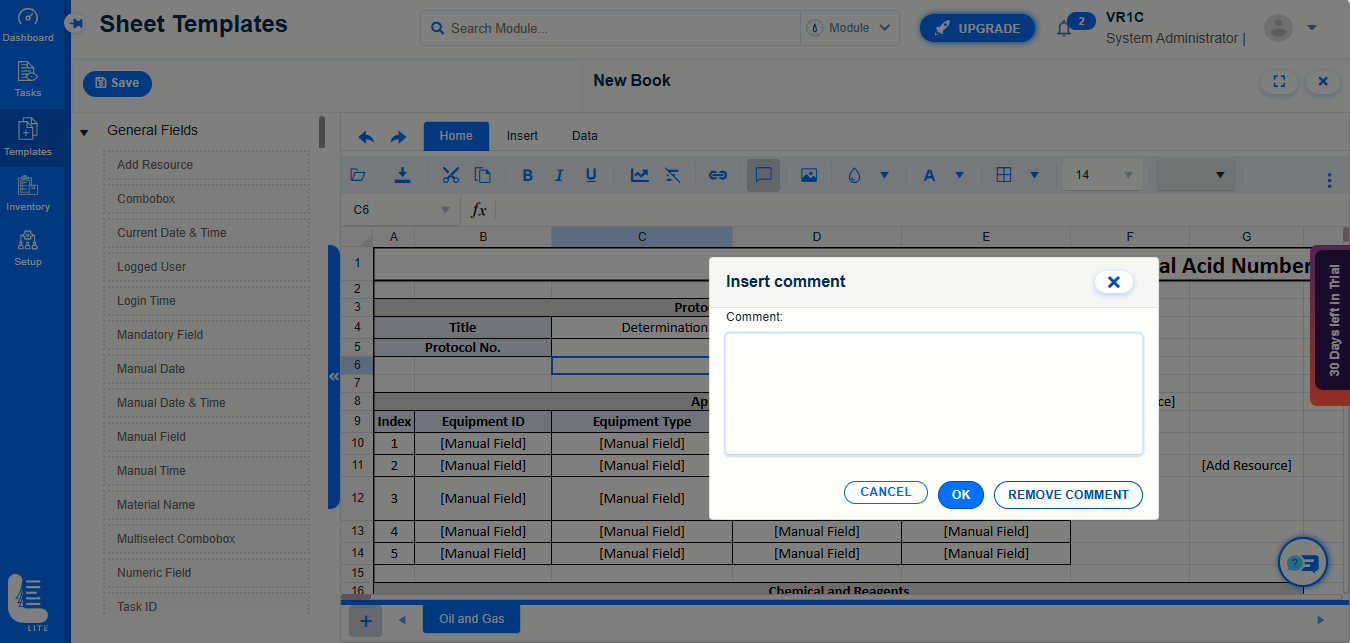 Dashboard
Tasks
Templates
Inventory
Setup
LITE
Sheet Templates
Search Module...
Module
UPGRADE
2
VR1C
System Administrator |
Save
New Book
General Fields
Add Resource
Combobox
Current Date & Time
Logged User
Login Time
Mandatory Field
Manual Date
Manual Date & Time
Manual Field
Manual Time
Material Name
Multiselect Combobox
Numeric Field
Task ID
Home Insert Data
B I U A 14
C6 fx
A B C D E F G
1 al Acid Number
2
3 Proto
4 Title Determination
5 Protocol No.
6
7
8 Ap ce]
9 Index Equipment ID Equipment Type
10 1 [Manual Field] [Manual Field]
11 2 [Manual Field] [Manual Field] [Add Resource]
12 3 [Manual Field] [Manual Field]
13 4 [Manual Field] [Manual Field] [Manual Field] [Manual Field]
14 5 [Manual Field] [Manual Field] [Manual Field] [Manual Field]
15
16 Chemical and Reagents
Oil and Gas
Insert comment
Comment:
CANCEL OK REMOVE COMMENT
30 Days left in Trial